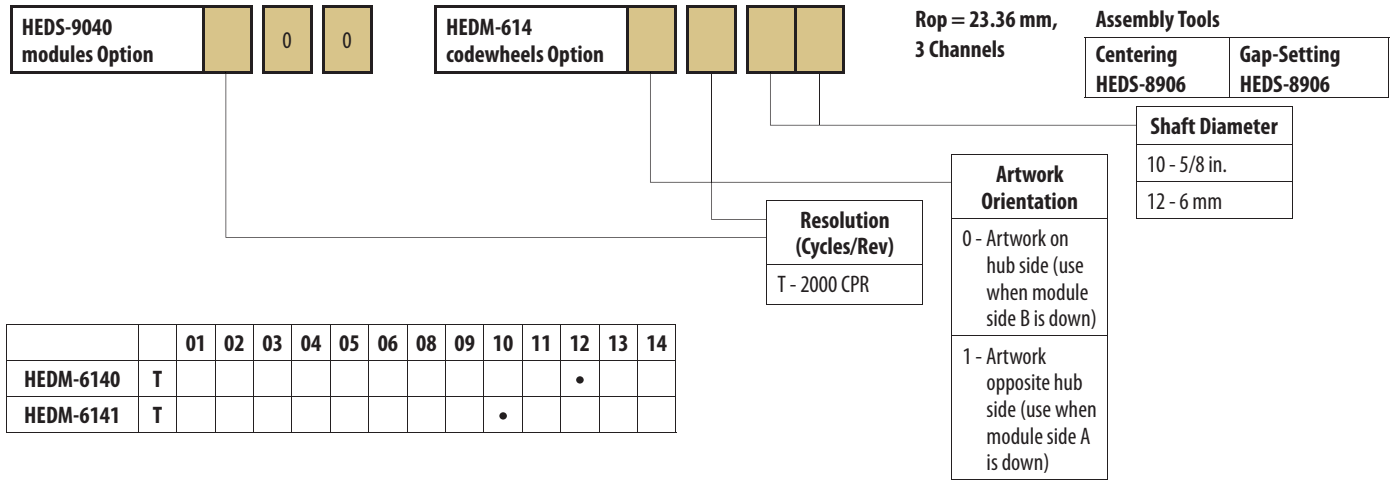 HEDS-9040
modules Option
0
0
HEDM-614
codewheels Option
Rop = 23.36 mm,
3 Channels
Assembly Tools
Centering
HEDS-8906
Gap-Setting
HEDS-8906
Shaft Diameter
10 - 5/8 in.
12 - 6 mm
Artwork
Orientation
0 - Artwork on
hub side (use
when module
side B is down)
1 - Artwork
opposite hub
side (use when
module side A
is down)
Resolution
(Cycles/Rev)
T - 2000 CPR
01 02 03 04 05 06 08 09 10 11 12 13 14
HEDM-6140 T •
HEDM-6141 T •